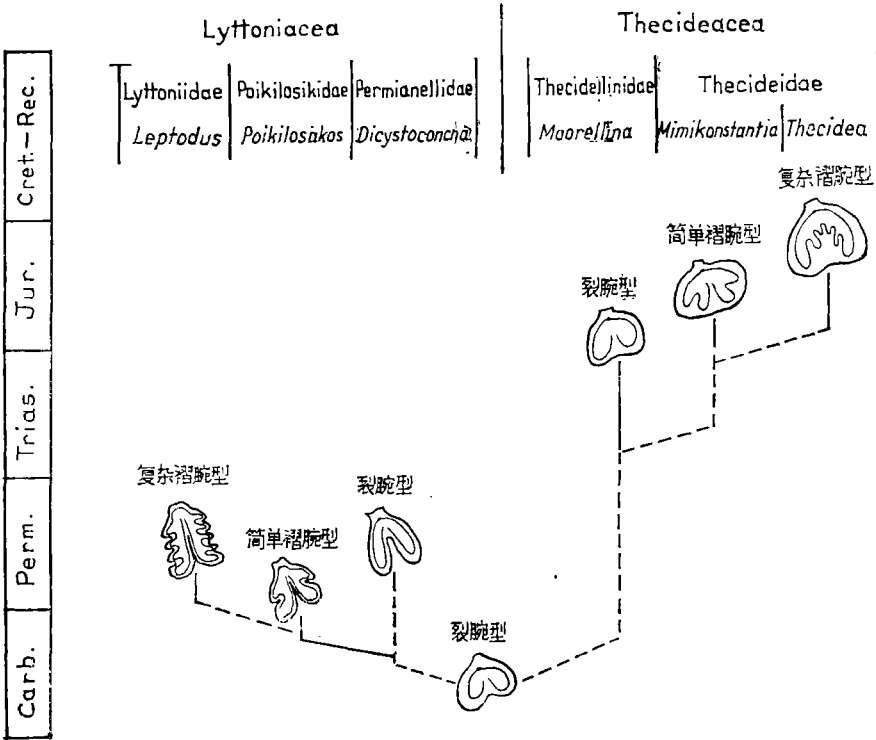 Lyttoniacea
Thecideacea
Lyttoniidae
Poikilosikidae
Permianellidae
Thecidellinidae
Thecideidae
Leptodus
Poikilosakos
Dicystoconcha
Moorellina
Mimikonstantia
Thecidea
Cret.–Rec.
Jur.
Trias.
Perm.
Carb.
复杂褶腕型
简单褶腕型
裂腕型
复杂褶腕型
简单褶腕型
裂腕型
裂腕型